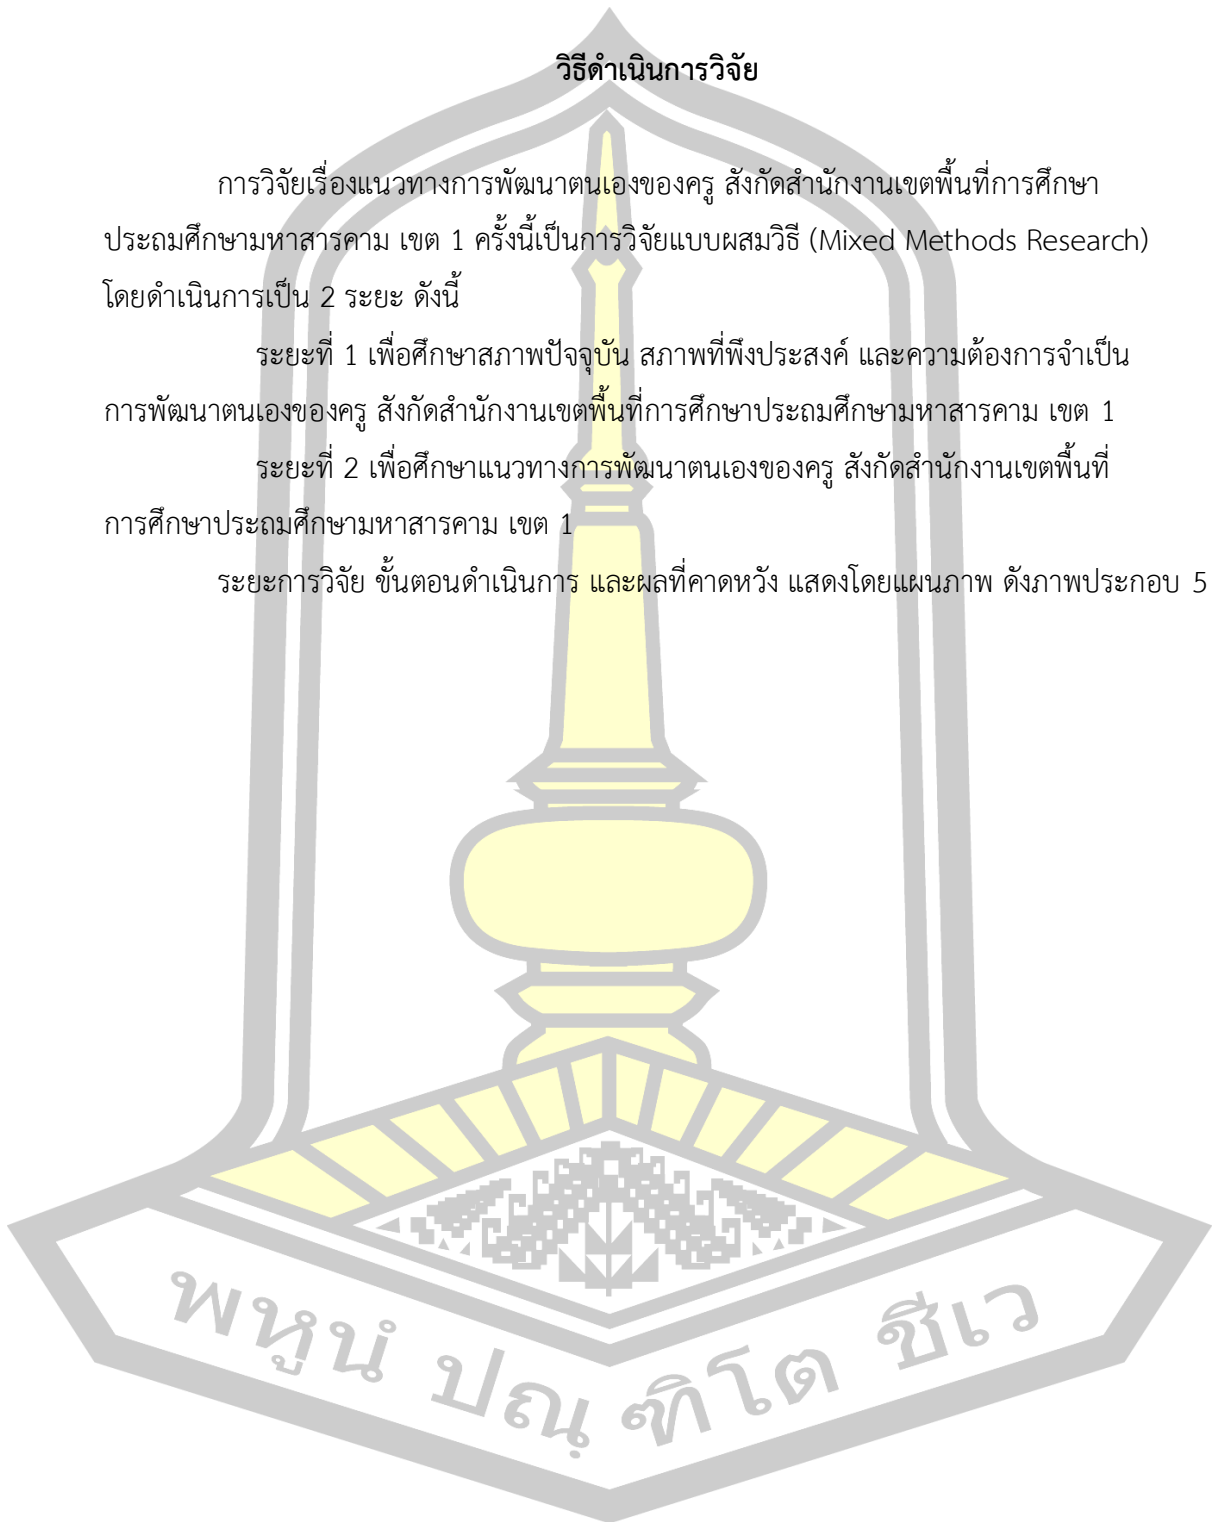 วิธีดำเนินการวิจัย
การวิจัยเรื่องแนวทางการพัฒนาตนเองของครู สังกัดสำนักงานเขตพื้นที่การศึกษา
ประถมศึกษามหาสารคาม เขต 1 ครั้งนี้เป็นการวิจัยแบบผสมวิธี (Mixed Methods Research)
โดยดำเนินการเป็น 2 ระยะ ดังนี้
ระยะที่ 1 เพื่อศึกษาสภาพปัจจุบัน สภาพที่พึงประสงค์ และความต้องการจำเป็น
การพัฒนาตนเองของครู สังกัดสำนักงานเขตพื้นที่การศึกษาประถมศึกษามหาสารคาม เขต 1
ระยะที่ 2 เพื่อศึกษาแนวทางการพัฒนาตนเองของครู สังกัดสำนักงานเขตพื้นที่
การศึกษาประถมศึกษามหาสารคาม เขต 1
ระยะการวิจัย ขั้นตอนดำเนินการ และผลที่คาดหวัง แสดงโดยแผนภาพ ดังภาพประกอบ 5
พหูนํ ปณฺฑิโต ชีเว